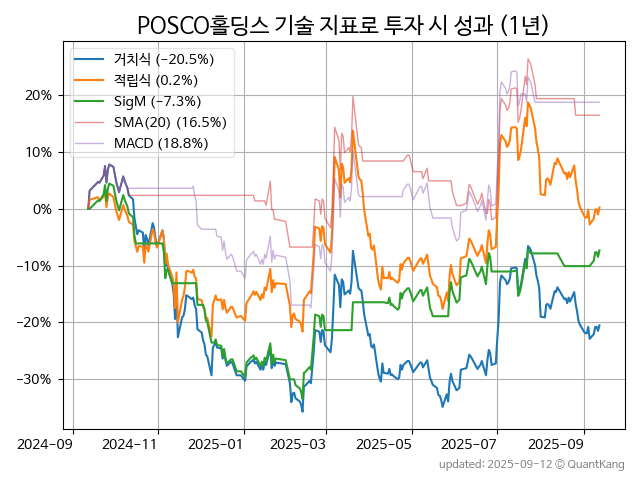 POSCO홀딩스 기술 지표로 투자 시 성과 (1년)
거치식 (−20.5%)
적립식 (0.2%)
SigM (−7.3%)
SMA(20) (16.5%)
MACD (18.8%)
20%
10%
0%
−10%
−20%
−30%
2024-09 2024-11 2025-01 2025-03 2025-05 2025-07 2025-09
updated: 2025-09-12 ⓒ QuantKang